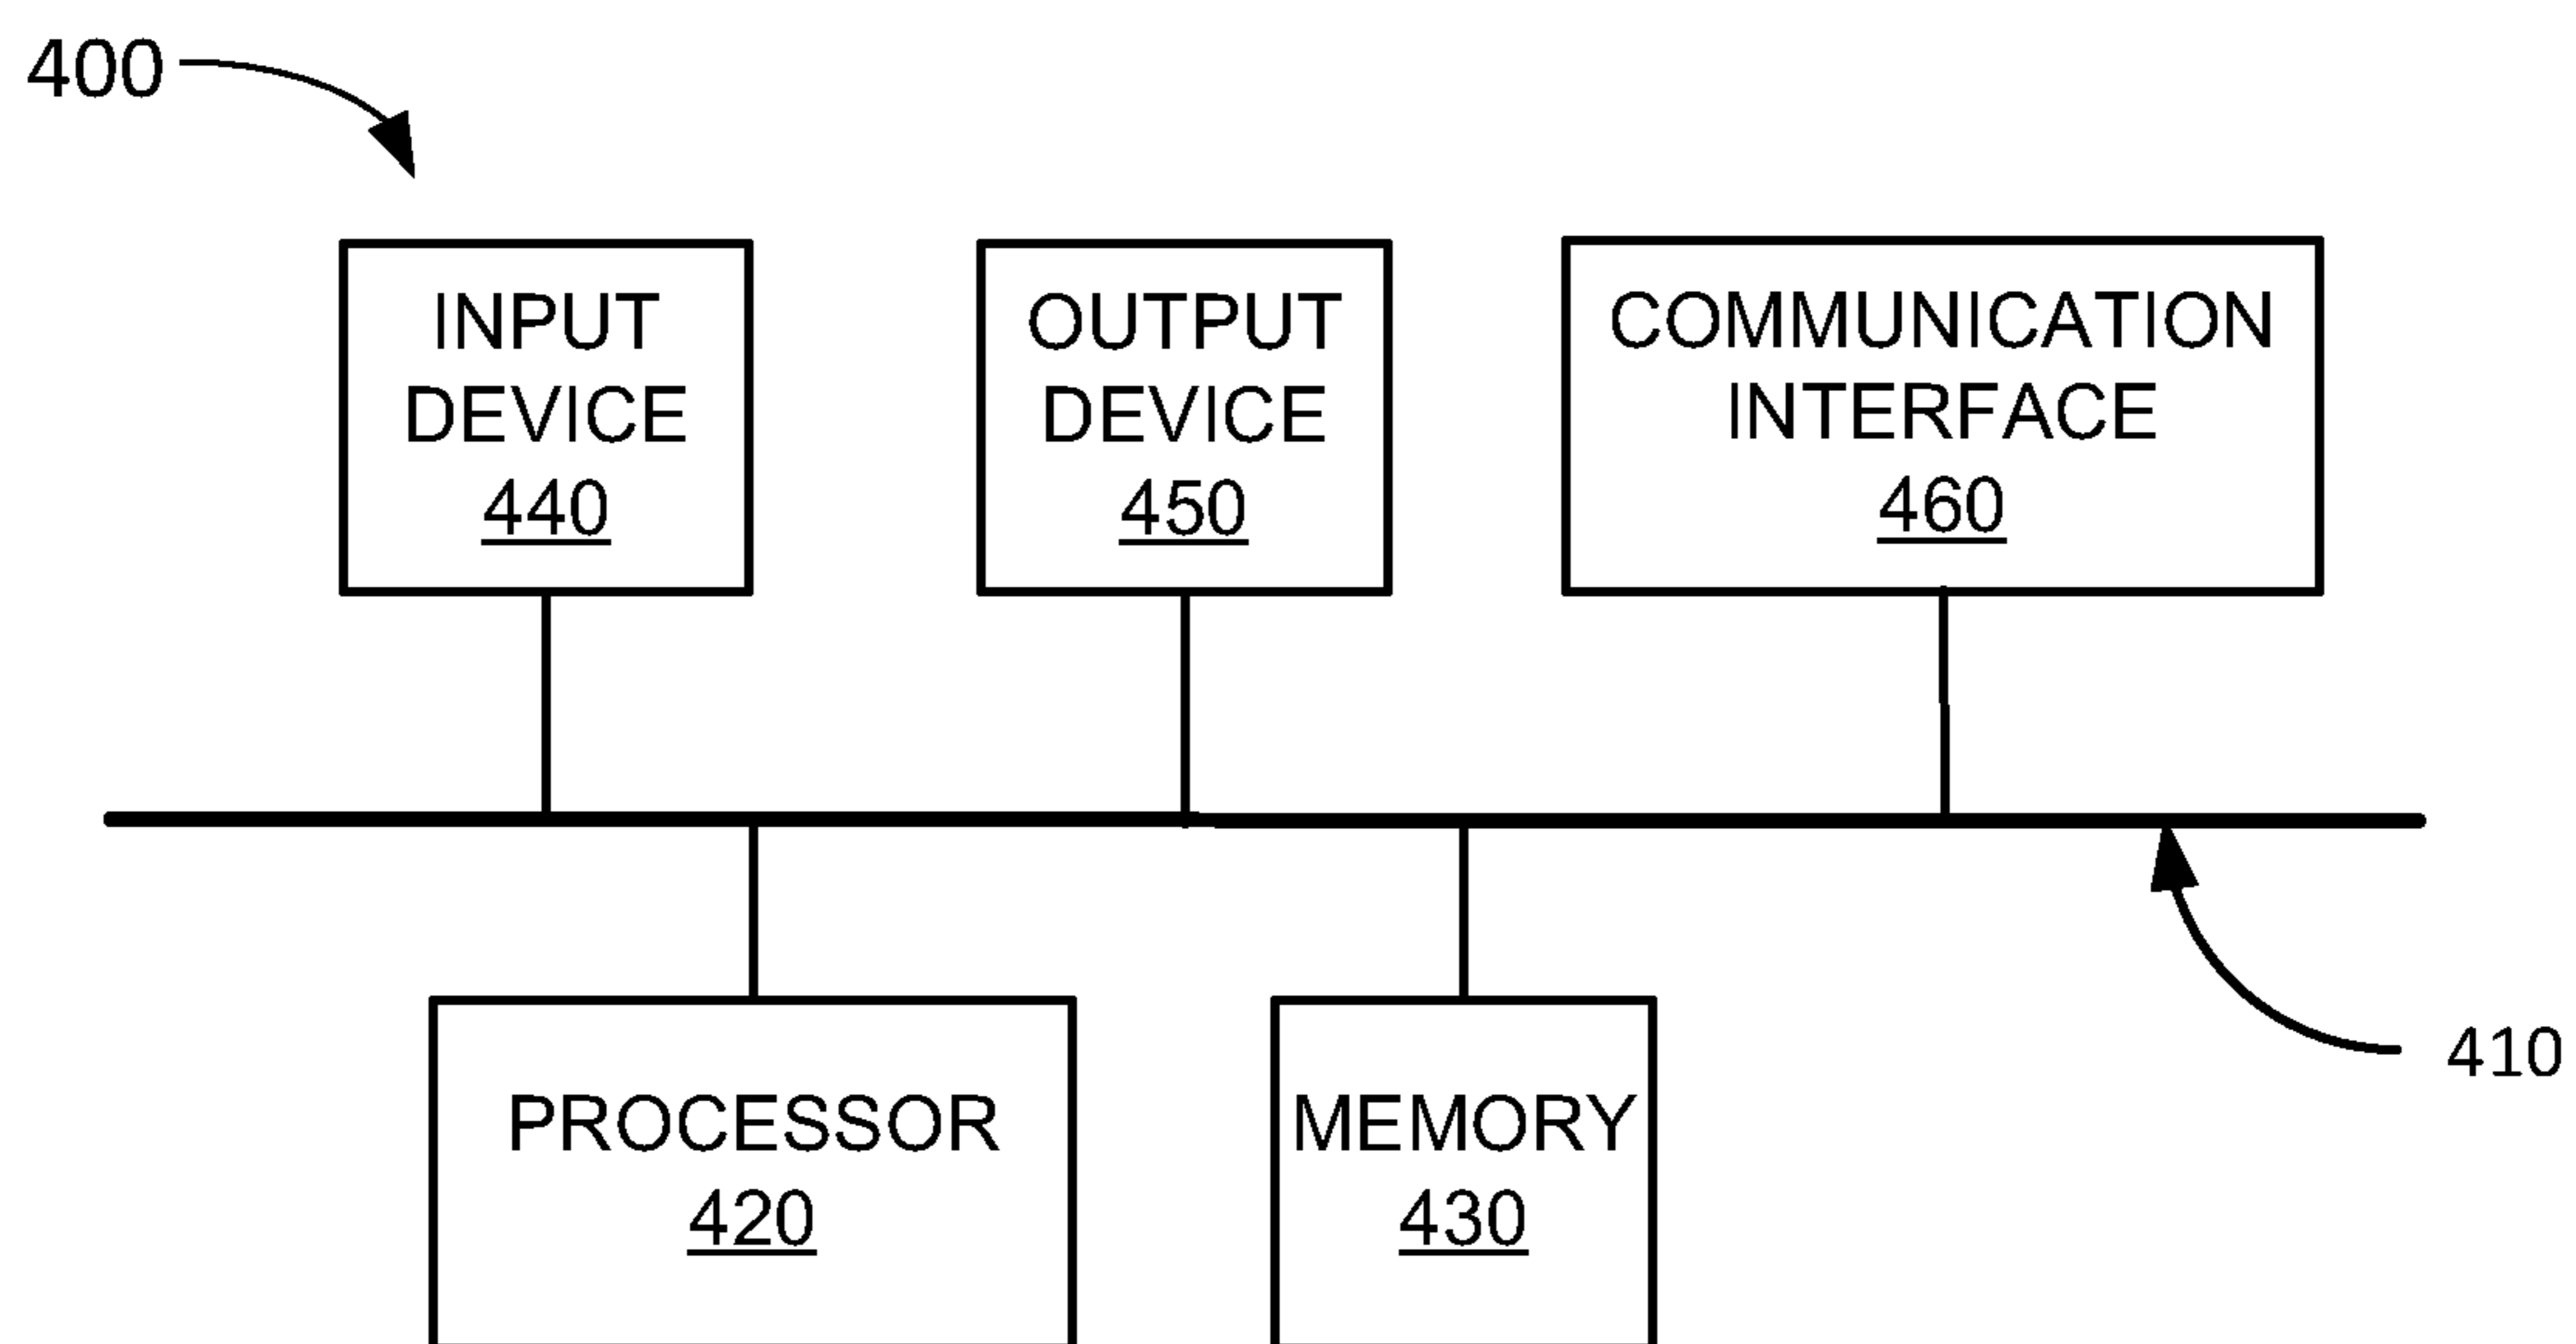 400
INPUT
DEVICE
440
OUTPUT
DEVICE
450
COMMUNICATION
INTERFACE
460
PROCESSOR
420
MEMORY
430
410